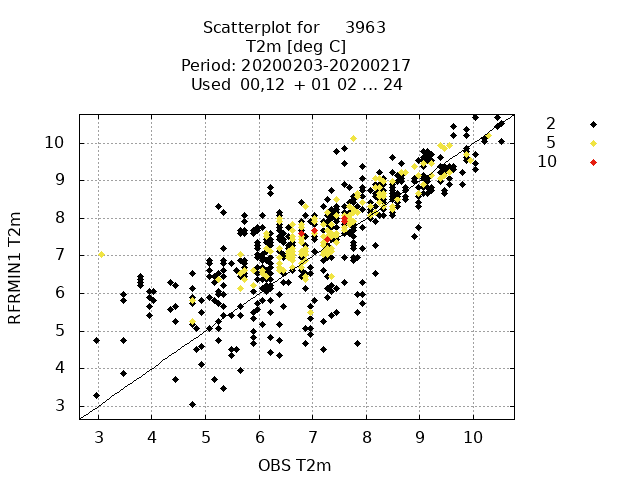 Scatterplot for 3963
T2m [deg C]
Period: 20200203-20200217
Used 00,12 + 01 02 ... 24
2
5
10
10
9
8
7
6
5
4
3
RFRMIN1 T2m
3 4 5 6 7 8 9 10
OBS T2m